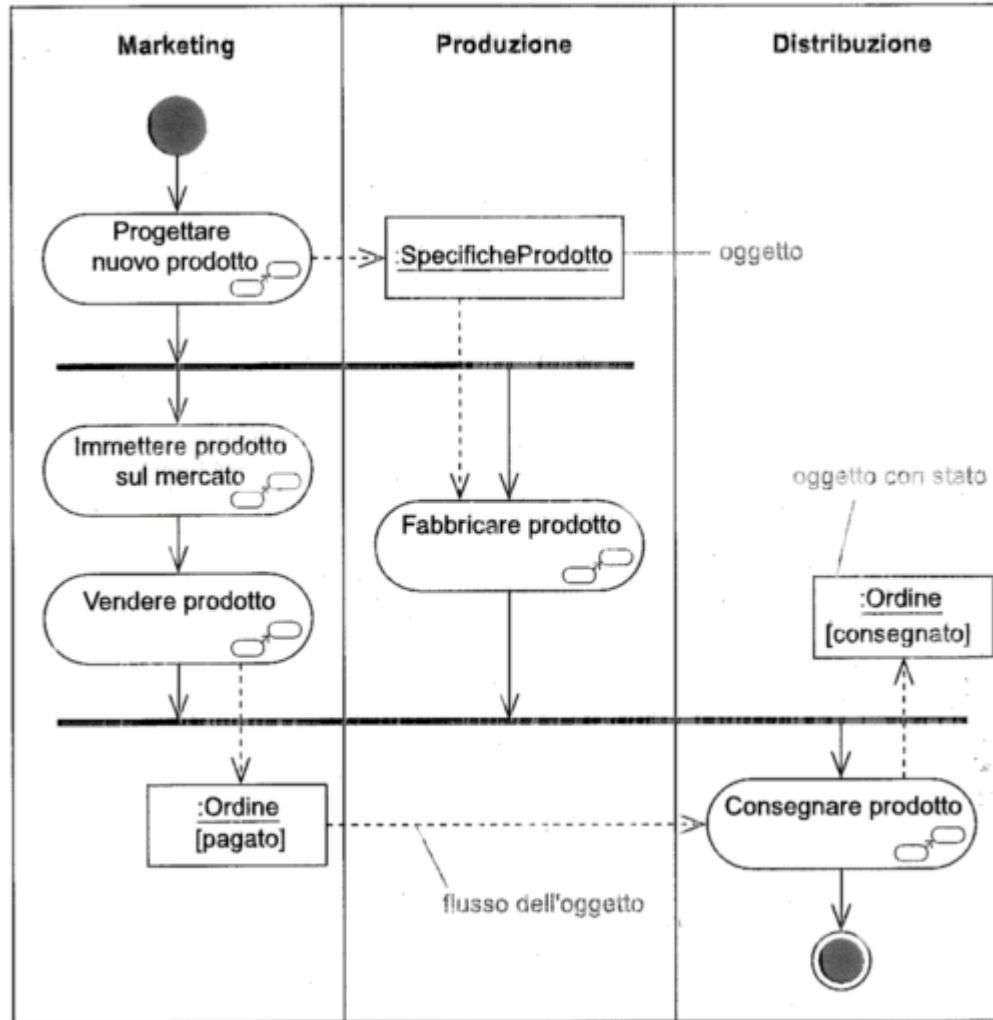 Marketing
Produzione
Distribuzione
Progettare
nuovo prodotto
:SpecificheProdotto
oggetto
Immettere prodotto
sul mercato
oggetto con stato
Fabbricare prodotto
Vendere prodotto
:Ordine
[consegnato]
:Ordine
[pagato]
Consegnare prodotto
flusso dell'oggetto